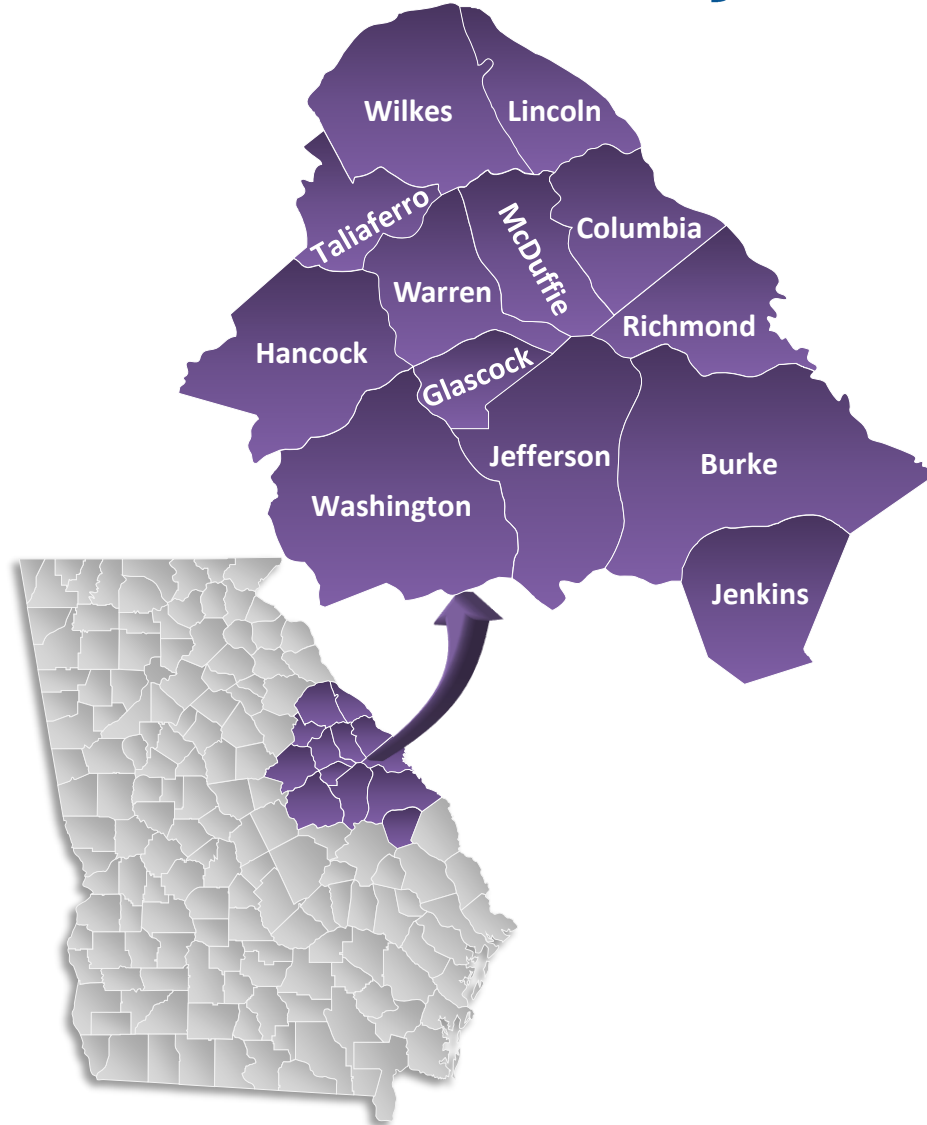 Wilkes
Lincoln
Taliaferro
McDuffie
Columbia
Warren
Richmond
Hancock
Glascock
Jefferson
Burke
Washington
Jenkins